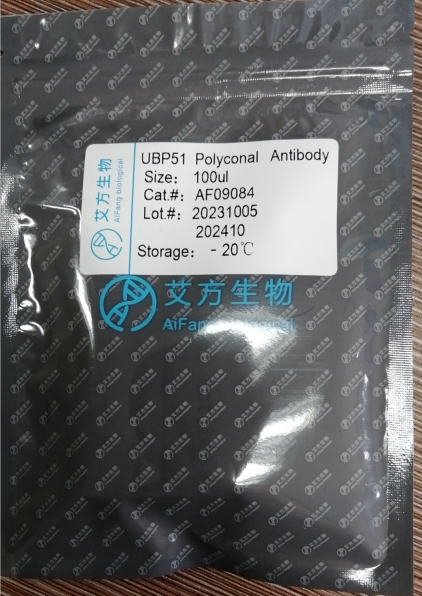 UBP51 Polyconal Antibody
Size: 100ul
Cat.#: AF09084
Lot.#: 20231005
202410
Storage: -20℃
艾方生物
AiFang biological
艾方生物
AiFang biological